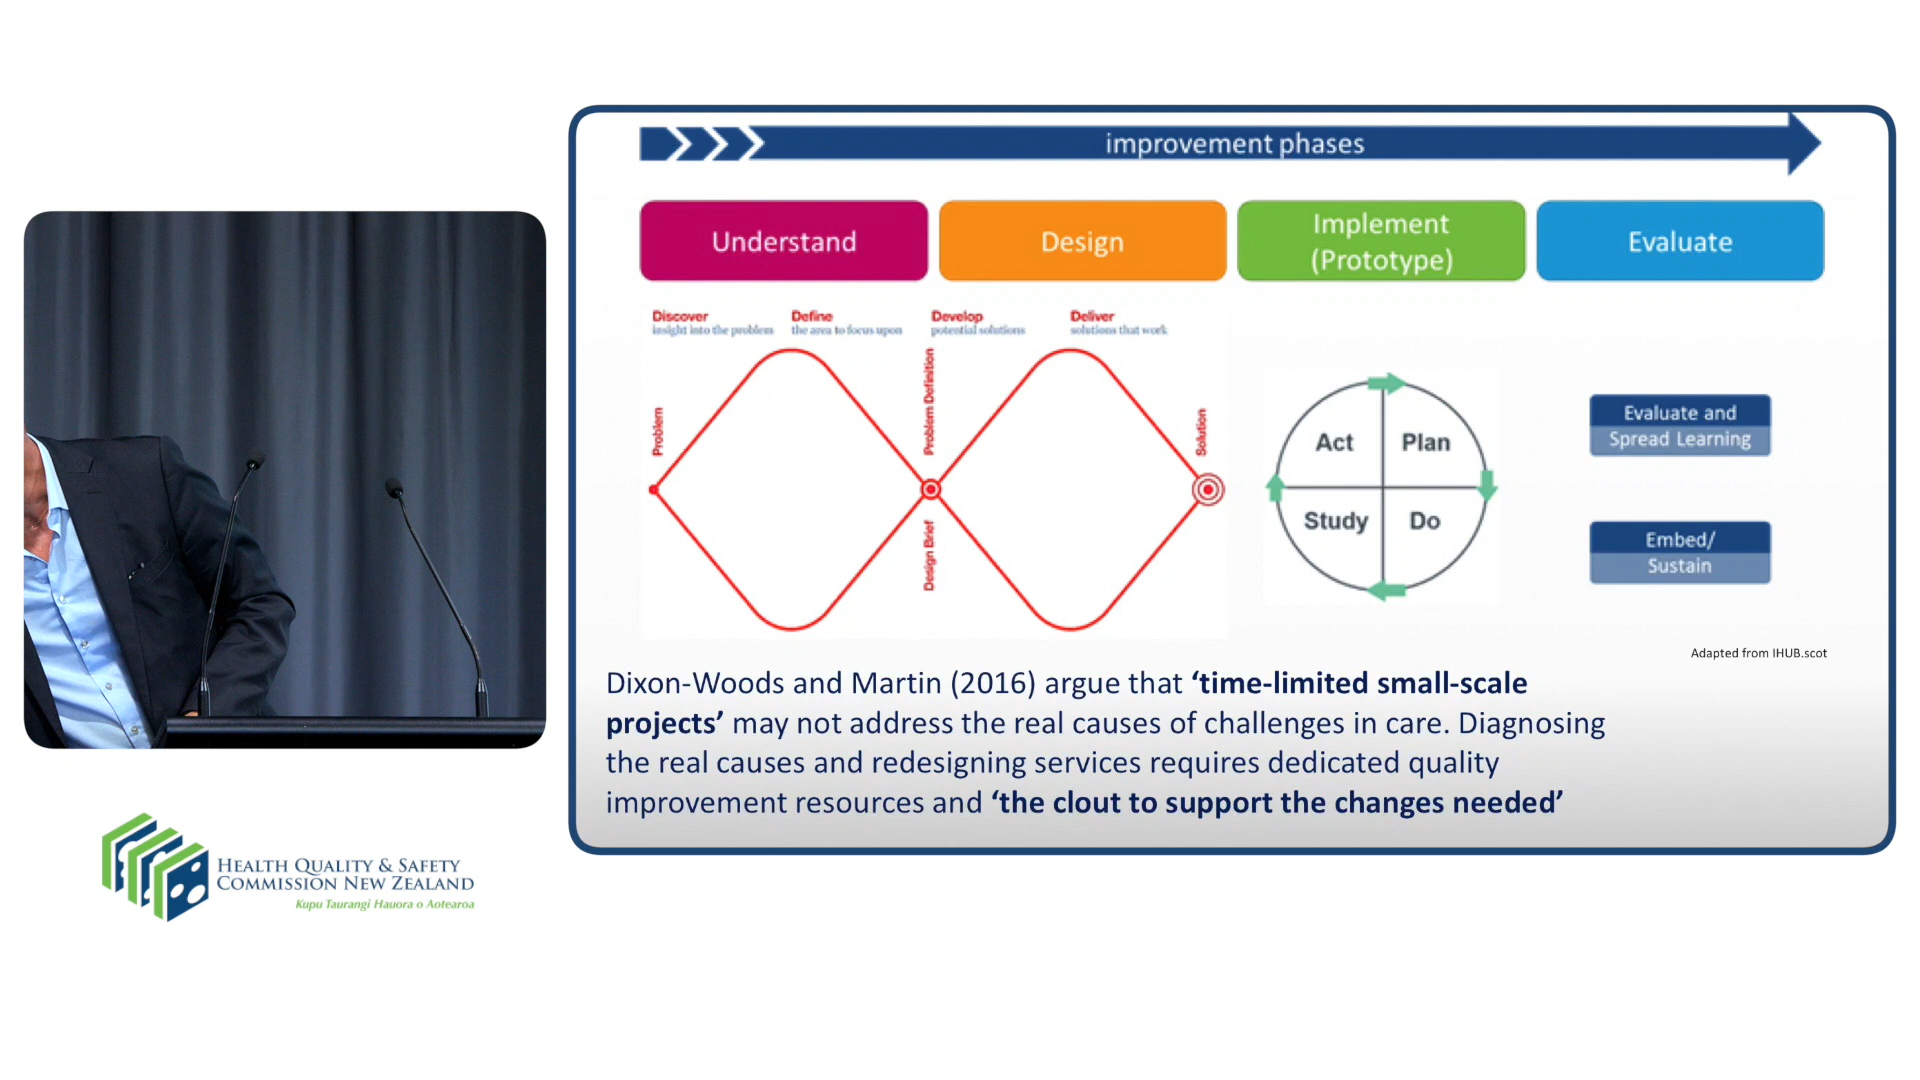 improvement phases
Understand
Design
Implement
(Prototype)
Evaluate
Discover
insight into the problem
Define
the area to focus upon
Develop
potential solutions
Deliver
solutions that work
Problem
Problem Definition
Design Brief
Solution
Act
Plan
Study
Do
Evaluate and
Spread Learning
Embed/
Sustain
Adapted from IHUB.scot
Dixon-Woods and Martin (2016) argue that ‘time-limited small-scale
projects’ may not address the real causes of challenges in care. Diagnosing
the real causes and redesigning services requires dedicated quality
improvement resources and ‘the clout to support the changes needed’
HEALTH QUALITY & SAFETY
COMMISSION NEW ZEALAND
Kupu Taurangi Hauora o Aotearoa